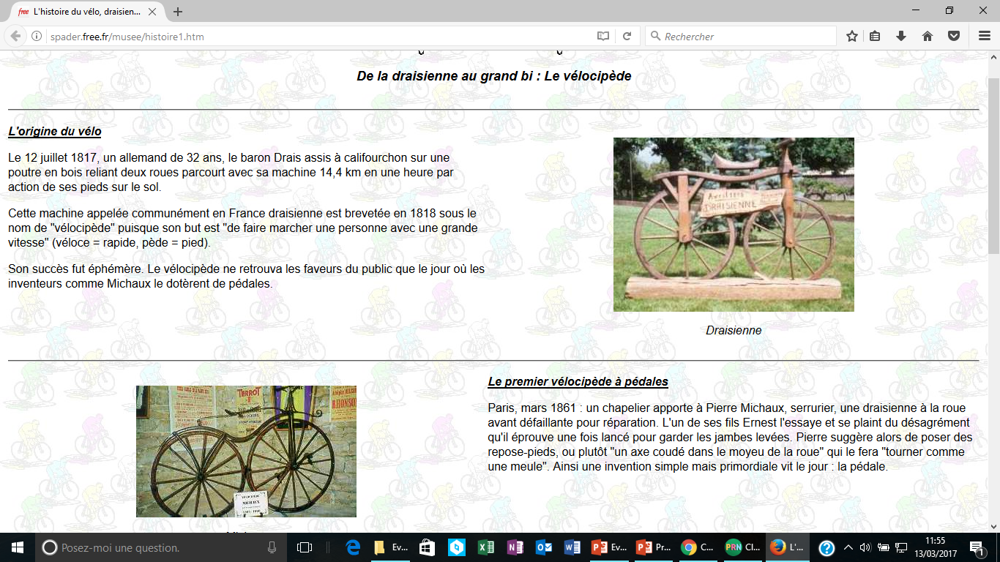 free L'histoire du vélo, draisien...
spader.free.fr/musee/histoire1.htm
Rechercher
De la draisienne au grand bi : Le vélocipède
L'origine du vélo
Le 12 juillet 1817, un allemand de 32 ans, le baron Drais assis à califourchon sur une
poutre en bois reliant deux roues parcourt avec sa machine 14,4 km en une heure par
action de ses pieds sur le sol.
Cette machine appelée communément en France draisienne est brevetée en 1818 sous le
nom de "vélocipède" puisque son but est "de faire marcher une personne avec une grande
vitesse" (véloce = rapide, pède = pied).
Son succès fut éphémère. Le vélocipède ne retrouva les faveurs du public que le jour où les
inventeurs comme Michaux le dotèrent de pédales.
DRAISIENNE
Draisienne
TERROT
VELOCIPEDE
MICHAUX
Le premier vélocipède à pédales
Paris, mars 1861 : un chapelier apporte à Pierre Michaux, serrurier, une draisienne à la roue
avant défaillante pour réparation. L'un de ses fils Ernest l'essaye et se plaint du désagrément
qu'il éprouve une fois lancé pour garder les jambes levées. Pierre suggère alors de poser des
repose-pieds, ou plutôt "un axe coudé dans le moyeu de la roue" qui le fera "tourner comme
une meule". Ainsi une invention simple mais primordiale vit le jour : la pédale.
Posez-moi une question.
Ev...
Ev...
Pr...
C...
PRN Cl...
L'...
11:55
13/03/2017
1